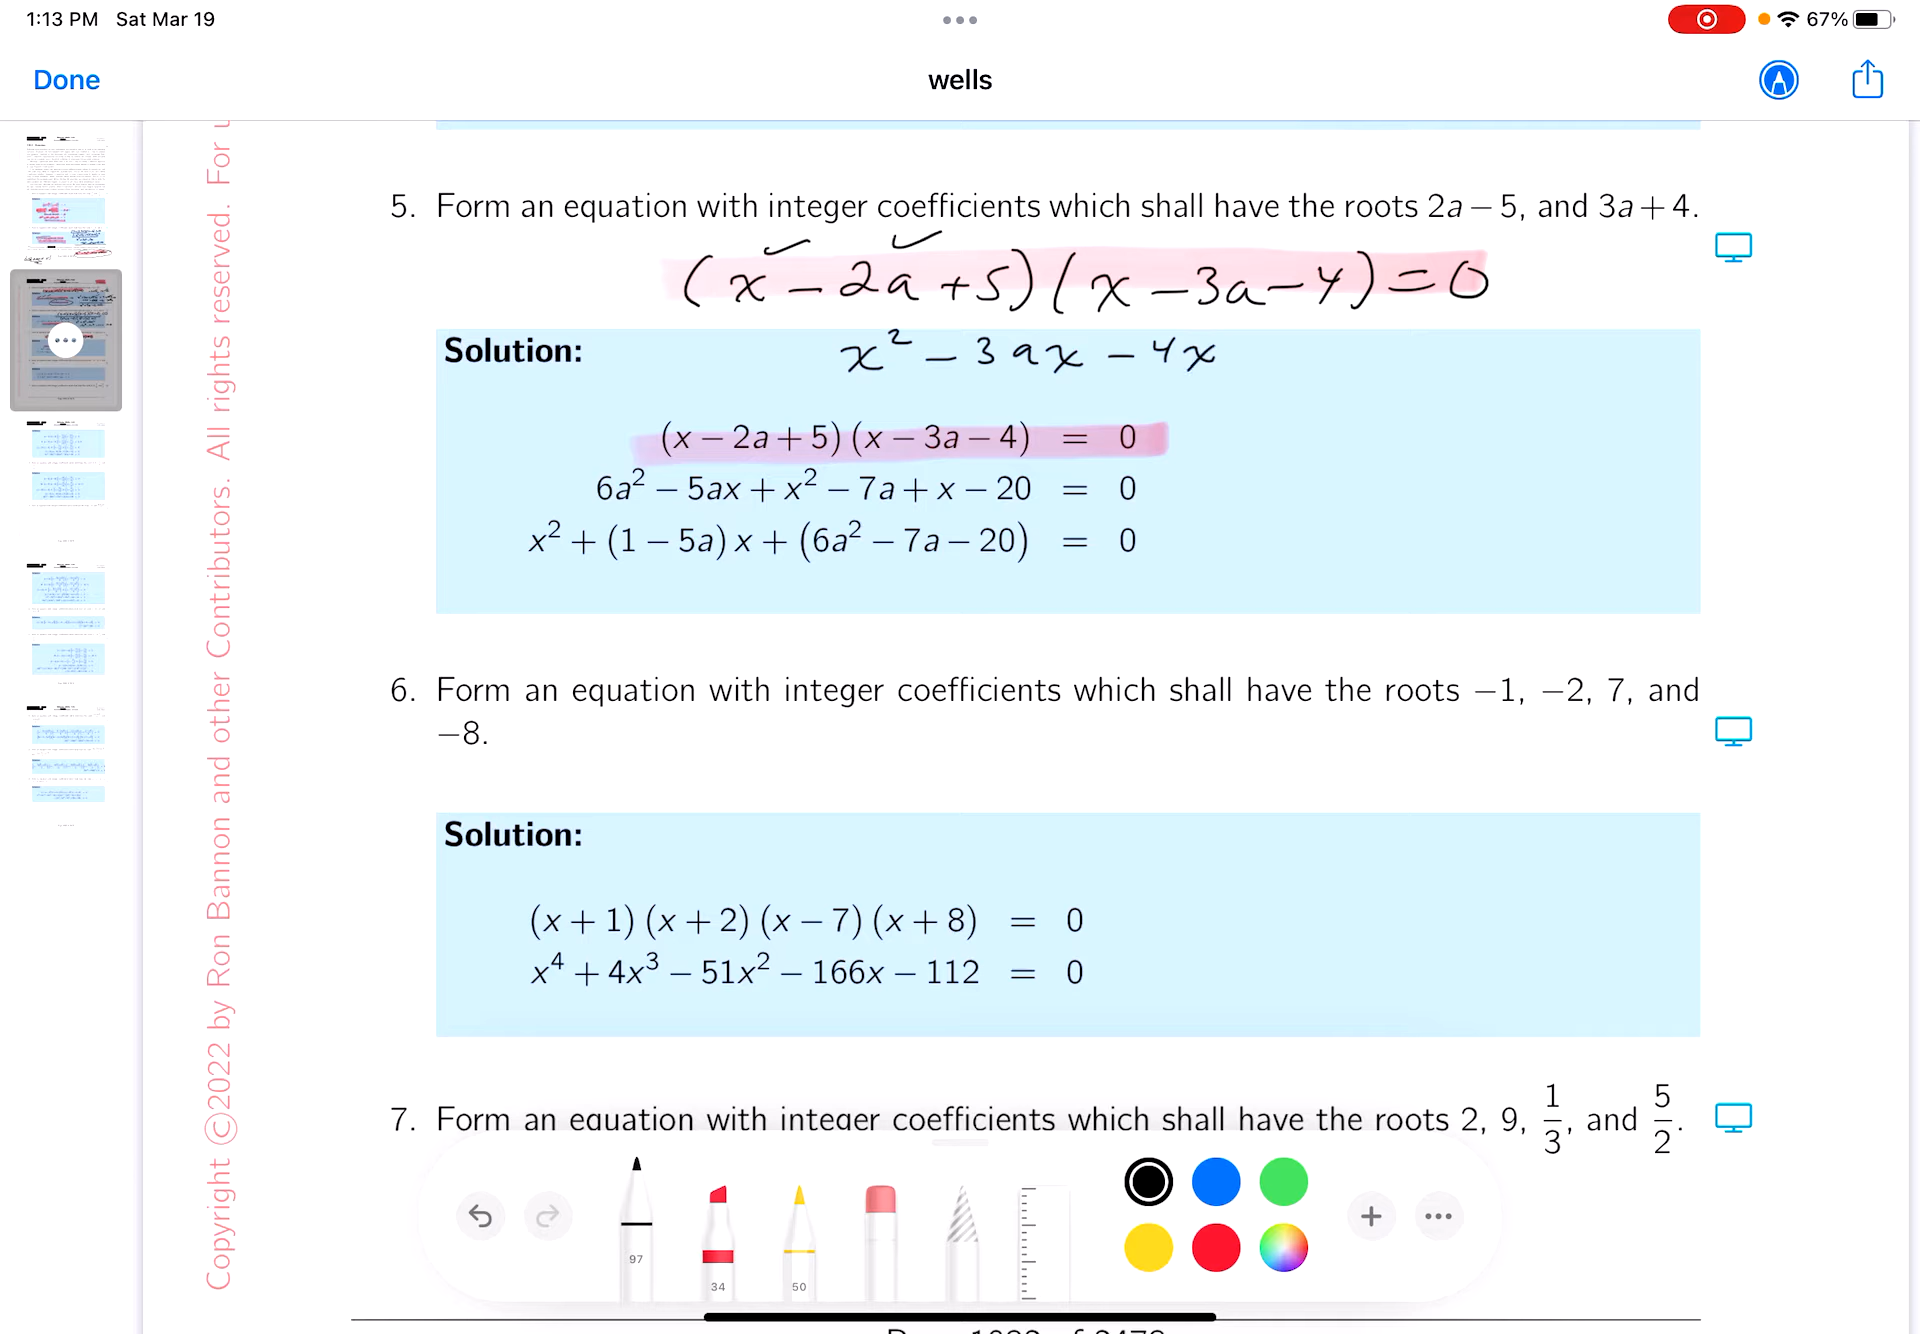 1:13 PM Sat Mar 19
67%
Done
wells
Copyright ©2022 by Ron Bannon and other Contributors. All rights reserved. For
5. Form an equation with integer coefficients which shall have the roots 2a − 5, and 3a + 4.
(x − 2a + 5)(x − 3a − 4) = 0
Solution:
x² − 3ax − 4x
(x − 2a + 5)(x − 3a − 4) = 0
6a² − 5ax + x² − 7a + x − 20 = 0
x² + (1 − 5a)x + (6a² − 7a − 20) = 0
6. Form an equation with integer coefficients which shall have the roots −1, −2, 7, and
−8.
Solution:
(x + 1)(x + 2)(x − 7)(x + 8) = 0
x⁴ + 4x³ − 51x² − 166x − 112 = 0
7. Form an equation with integer coefficients which shall have the roots 2, 9, 1/3, and 5/2.
97
34
50